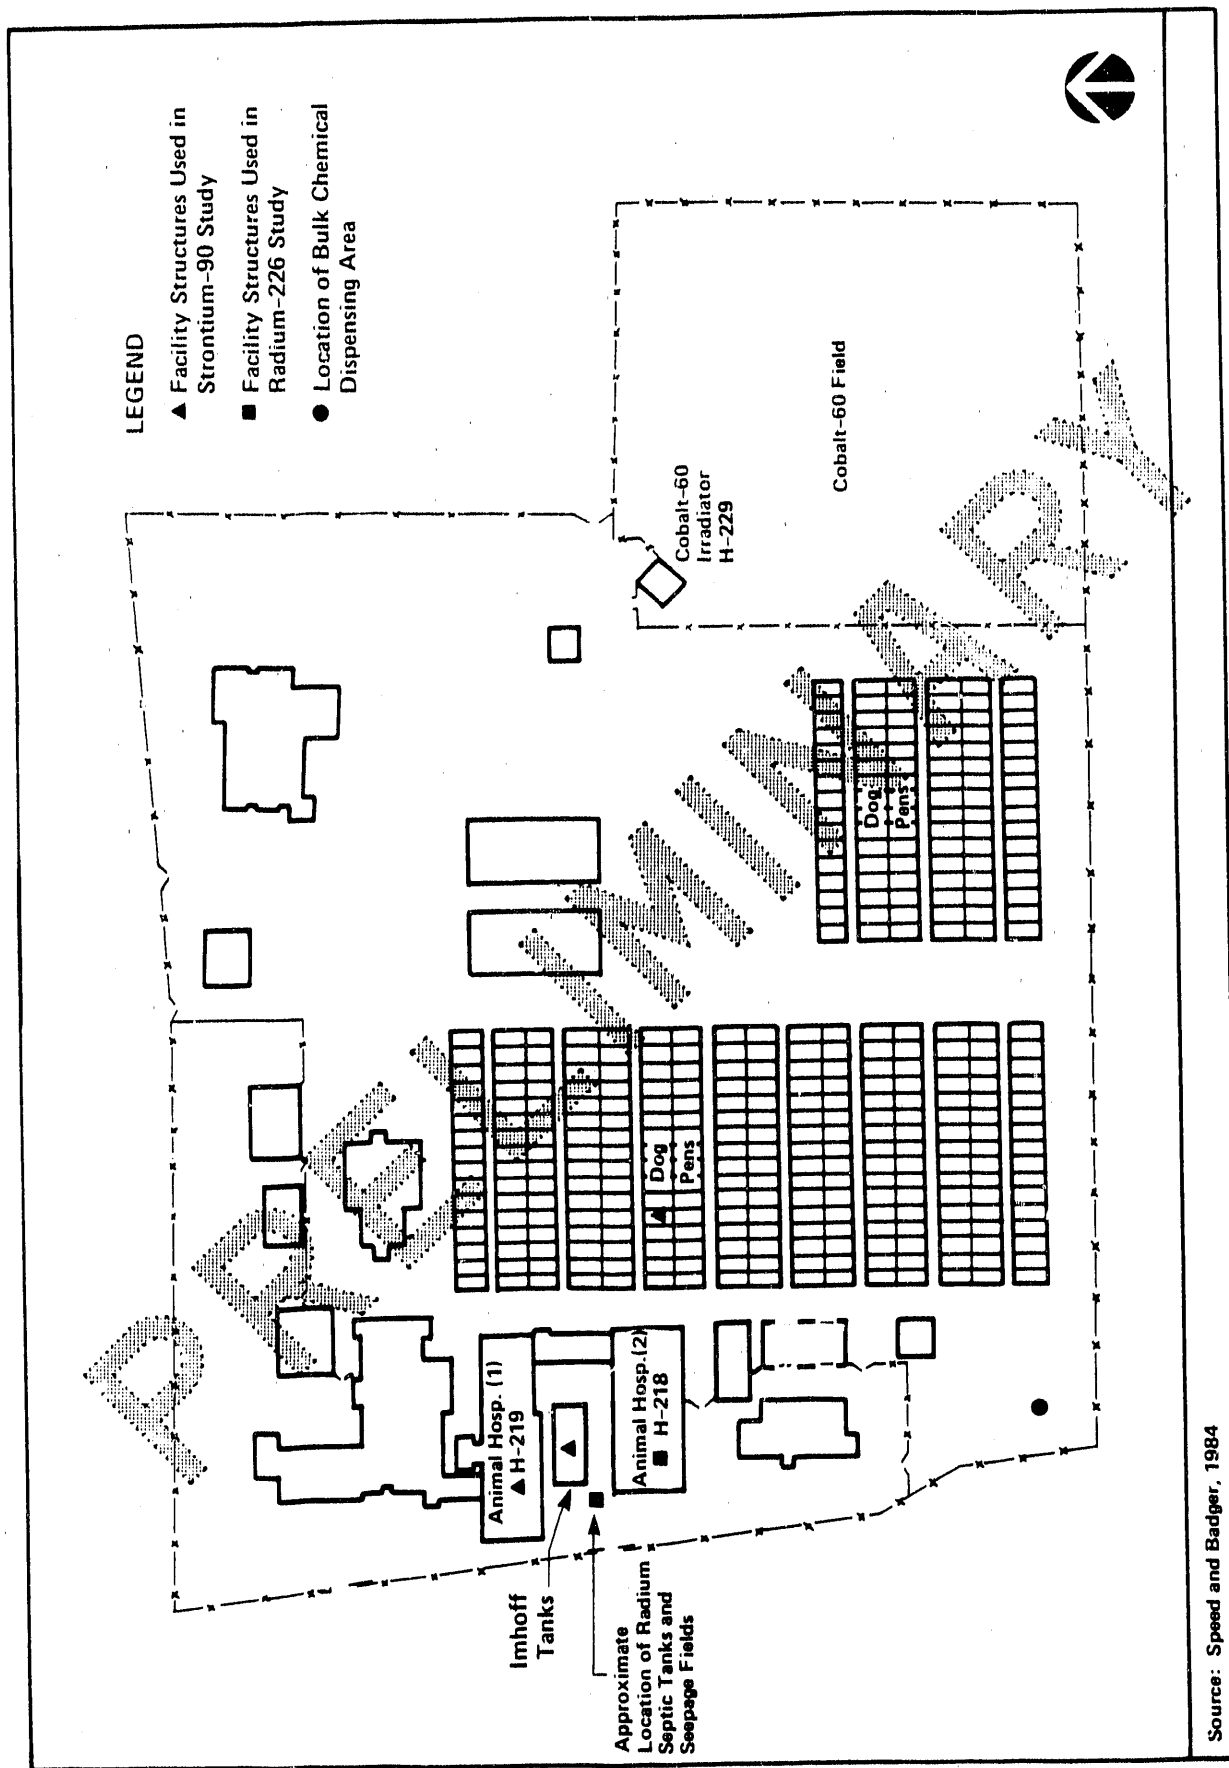 LEGEND
▲ Facility Structures Used in
Strontium-90 Study
■ Facility Structures Used in
Radium-226 Study
● Location of Bulk Chemical
Dispensing Area
Cobalt-60
Irradiator
H-229
Cobalt-60 Field
Dog
Pens
Dog
Pens
Animal Hosp. (1)
▲ H-219
Animal Hosp. (2)
■ H-218
Imhoff
Tanks
Approximate
Location of Radium
Septic Tanks and
Seepage Fields
PRELIMINARY
Source: Speed and Badger, 1984